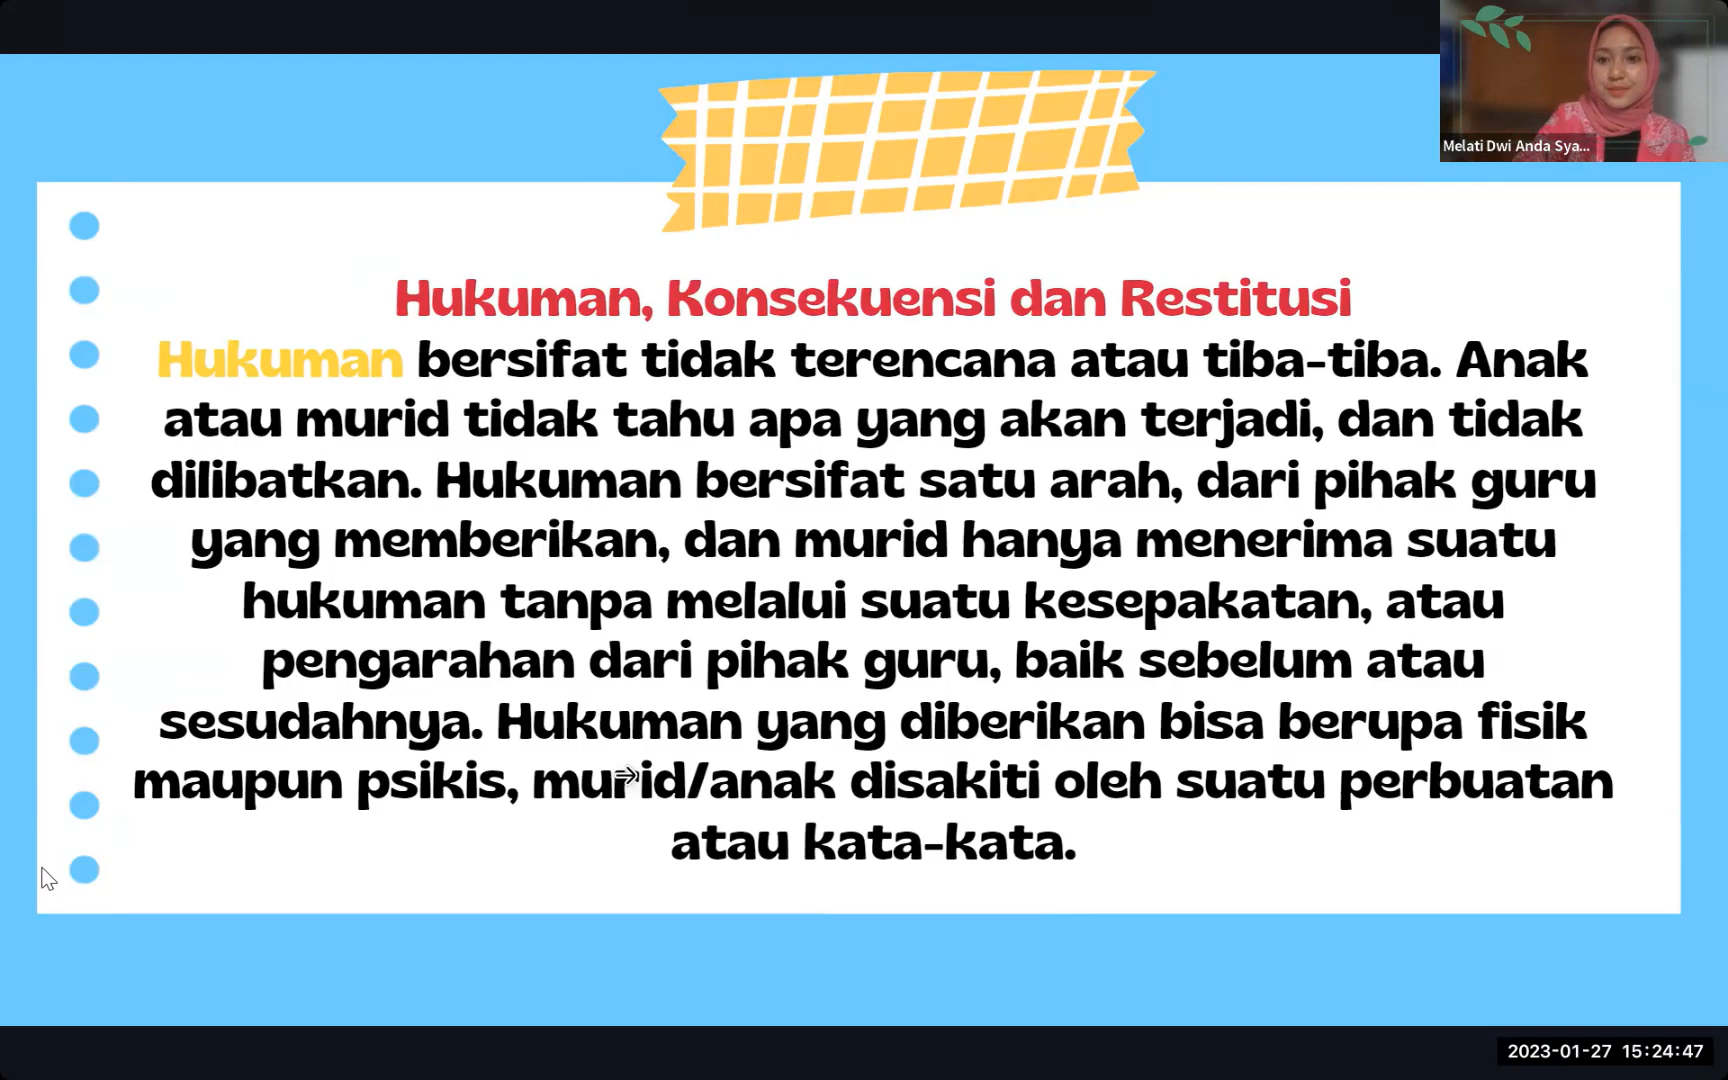 Melati Dwi Anda Sya...
Hukuman, Konsekuensi dan Restitusi
Hukuman bersifat tidak terencana atau tiba-tiba. Anak
atau murid tidak tahu apa yang akan terjadi, dan tidak
dilibatkan. Hukuman bersifat satu arah, dari pihak guru
yang memberikan, dan murid hanya menerima suatu
hukuman tanpa melalui suatu kesepakatan, atau
pengarahan dari pihak guru, baik sebelum atau
sesudahnya. Hukuman yang diberikan bisa berupa fisik
maupun psikis, murid/anak disakiti oleh suatu perbuatan
atau kata-kata.
2023-01-27 15:24:47